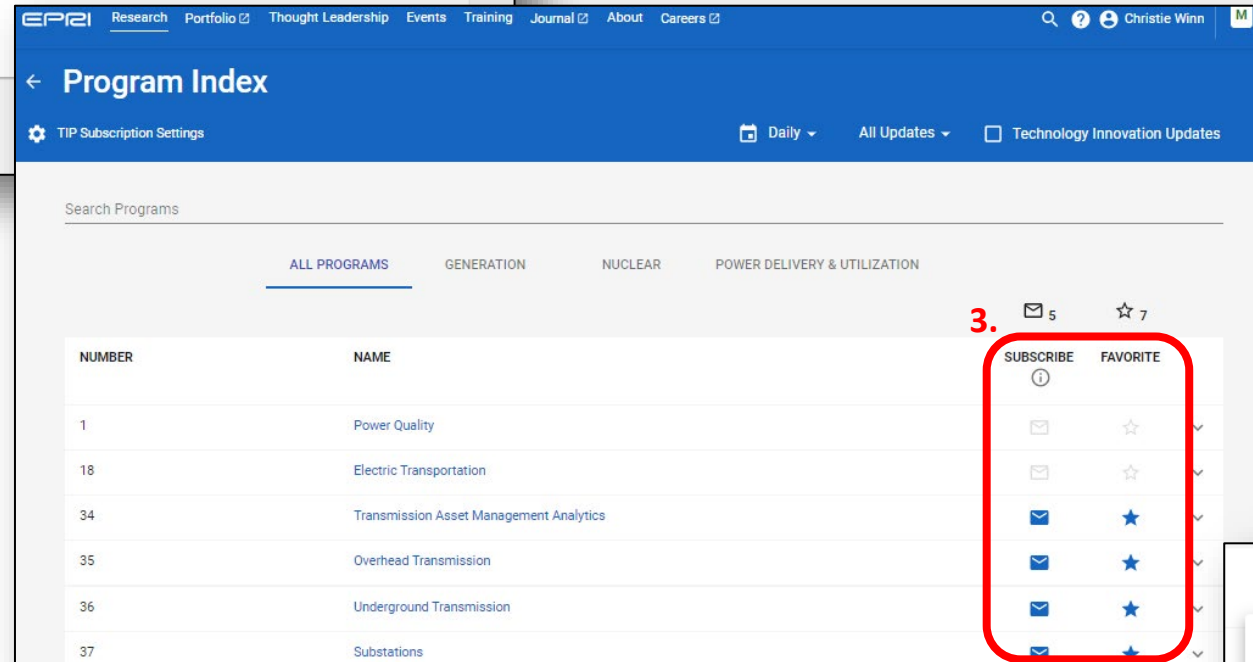 EPRI Research Portfolio Thought Leadership Events Training Journal About Careers Christie Winn M
Program Index
TIP Subscription Settings Daily All Updates Technology Innovation Updates
Search Programs
ALL PROGRAMS GENERATION NUCLEAR POWER DELIVERY & UTILIZATION
3. 5 7
NUMBER NAME SUBSCRIBE FAVORITE
1 Power Quality
18 Electric Transportation
34 Transmission Asset Management Analytics
35 Overhead Transmission
36 Underground Transmission
37 Substations